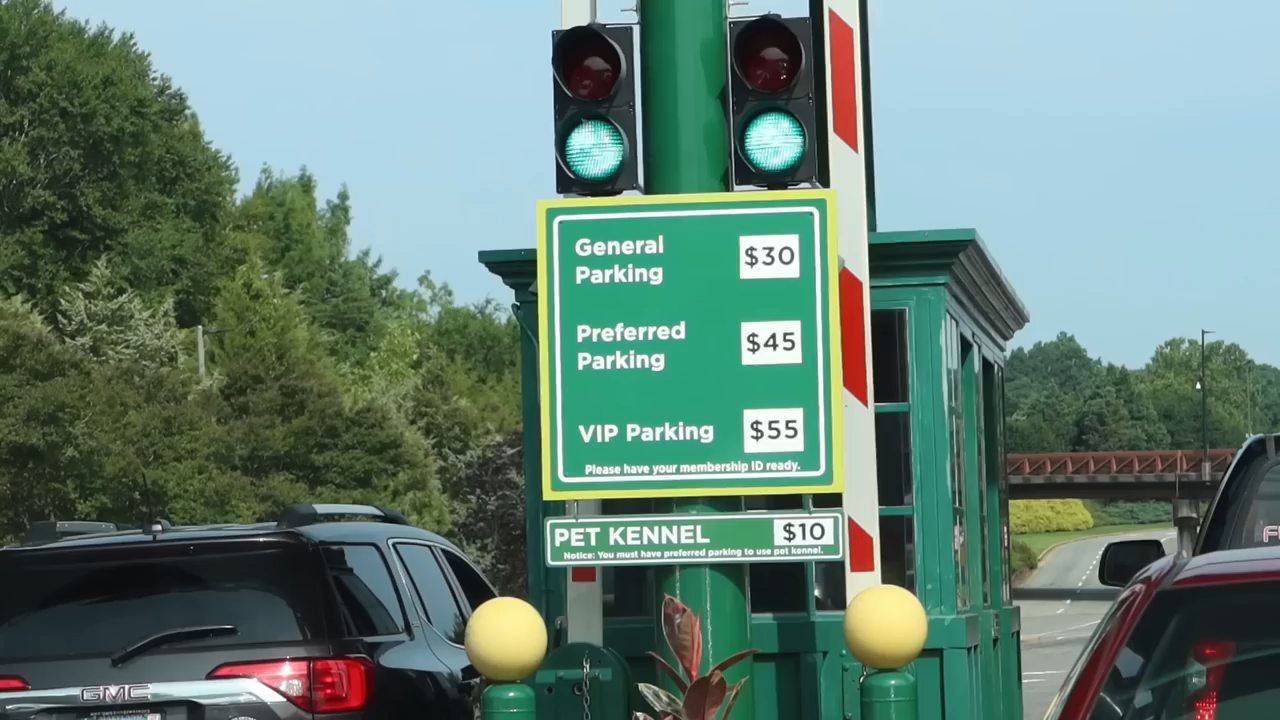 General
Parking
$30
Preferred
Parking
$45
VIP Parking
$55
Please have your membership ID ready.
PET KENNEL
$10
Notice: You must have preferred parking to use pet kennel.
GMC